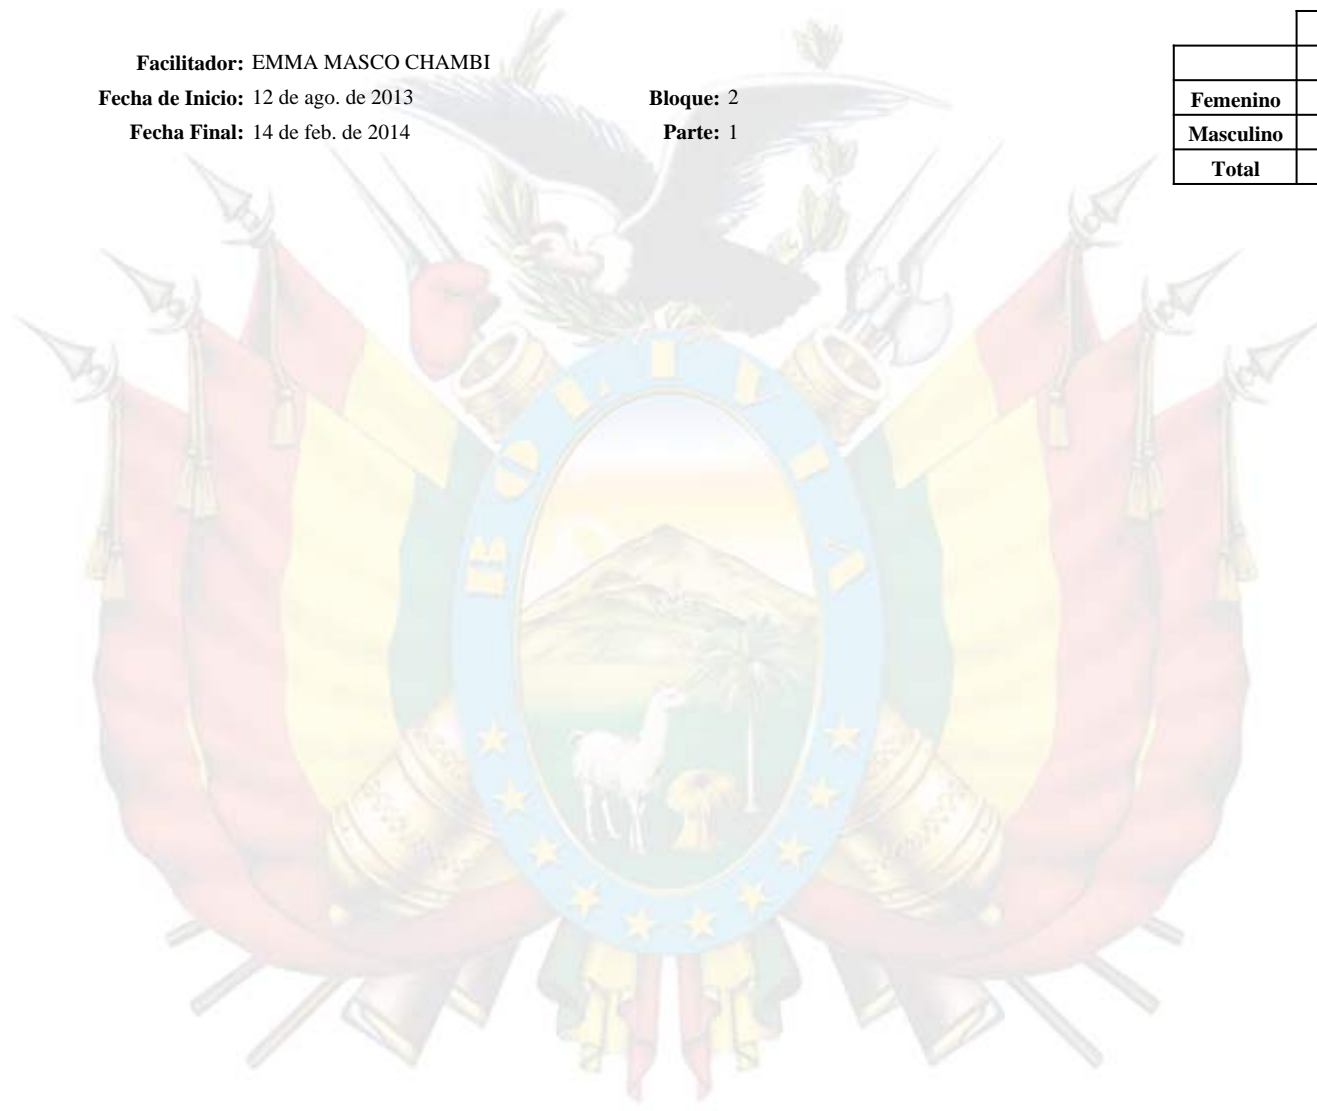 Facilitador: EMMA MASCO CHAMBI
Fecha de Inicio: 12 de ago. de 2013 Bloque: 2
Fecha Final: 14 de feb. de 2014 Parte: 1
Femenino
Masculino
Total
BOLIVIA